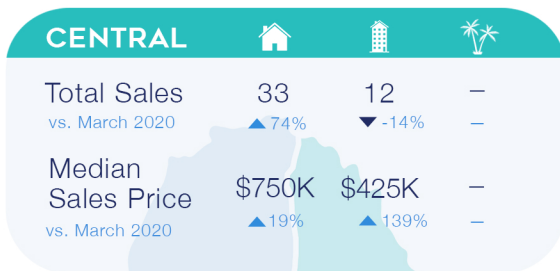 CENTRAL
Total Sales 33 12 –
vs. March 2020 ▲ 74% ▼ -14% –
Median
Sales Price $750K $425K –
vs. March 2020 ▲ 19% ▲ 139% –